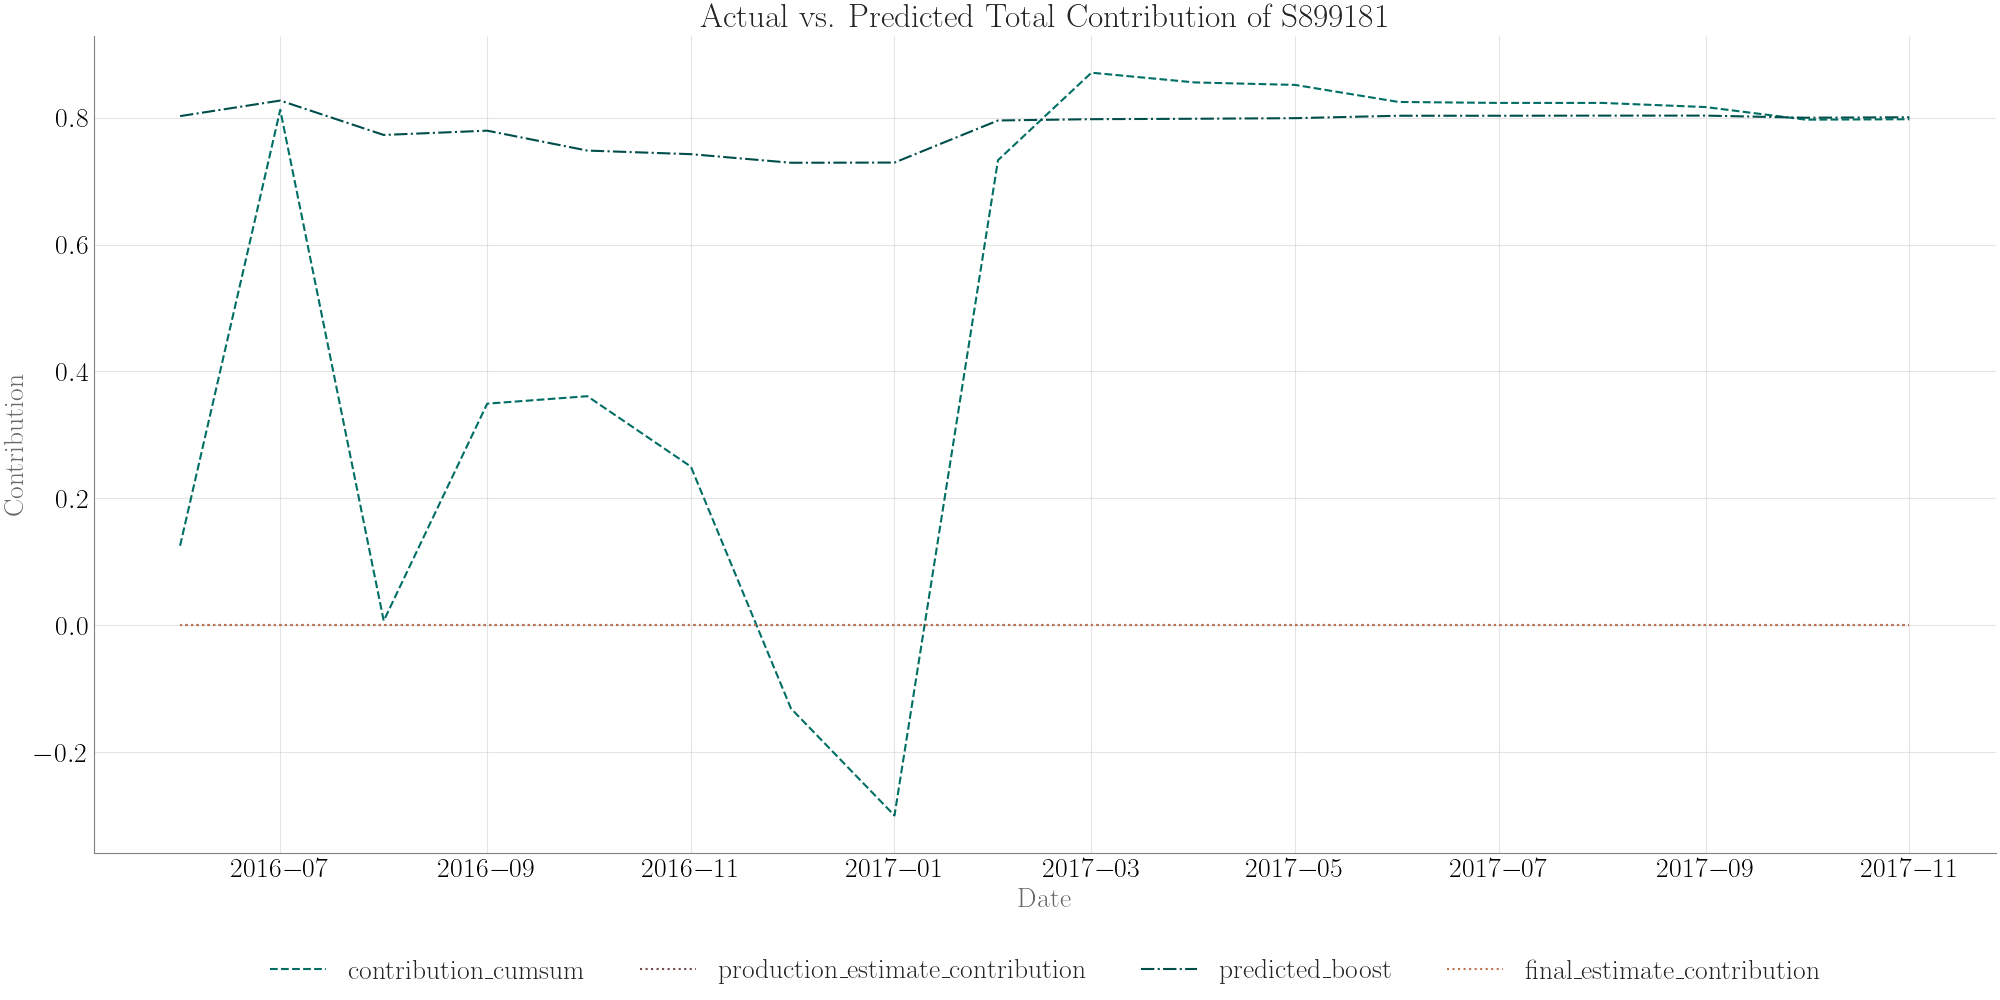 Actual vs. Predicted Total Contribution of S899181
Contribution
0.8
0.6
0.4
0.2
0.0
−0.2
2016−07 2016−09 2016−11 2017−01 2017−03 2017−05 2017−07 2017−09 2017−11
Date
contribution_cumsum production_estimate_contribution predicted_boost final_estimate_contribution